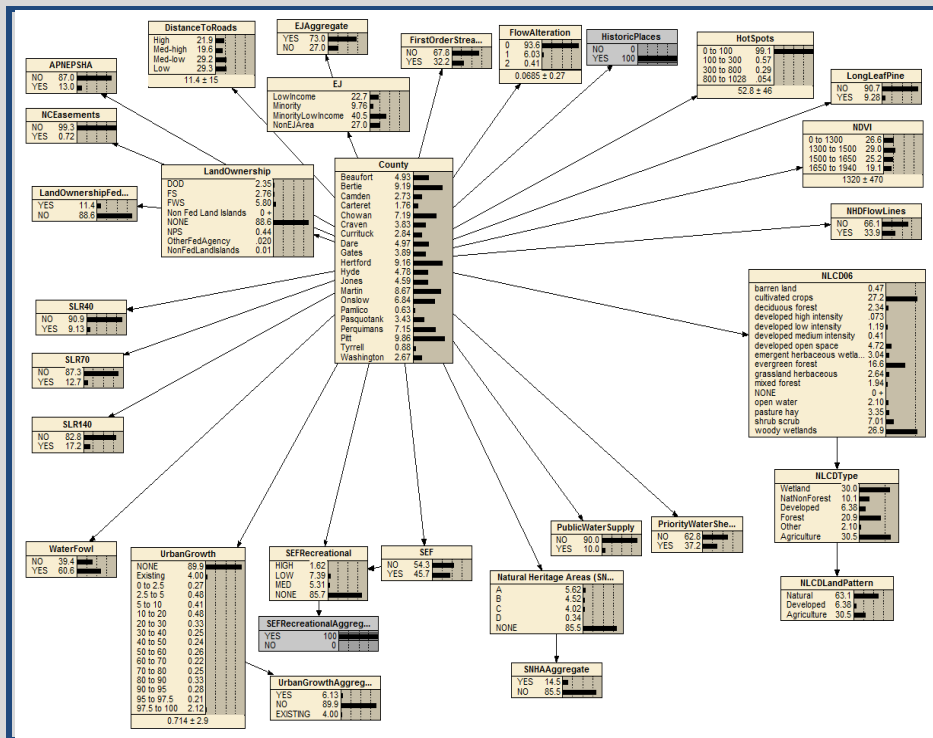 DistanceToRoads
High 21.9
Med-high 19.6
Med-low 29.2
Low 29.3
11.4 ± 15
EJAggregate
YES 73.0
NO 27.0
FirstOrderStrea...
NO 67.8
YES 32.2
FlowAlteration
0 93.6
1 6.03
2 0.41
0.0685 ± 0.27
HistoricPlaces
NO 0
YES 100
HotSpots
0 to 100 99.1
100 to 300 0.57
300 to 800 0.29
800 to 1028 .054
52.8 ± 46
APNEPSHA
NO 87.0
YES 13.0
EJ
LowIncome 22.7
Minority 9.76
MinorityLowIncome 40.5
NonEJArea 27.0
LongLeafPine
NO 90.7
YES 9.28
NCEasements
NO 99.3
YES 0.72
NDVI
0 to 1300 26.6
1300 to 1500 29.0
1500 to 1650 25.2
1650 to 1940 19.1
1320 ± 470
LandOwnership
DOD 2.35
FS 2.76
FWS 5.80
Non Fed Land Islands 0 +
NONE 88.6
NPS 0.44
OtherFedAgency .020
NonFedLandIslands 0.01
County
Beaufort 4.93
Bertie 9.19
Camden 2.73
Carteret 1.76
Chowan 7.19
Craven 3.83
Currituck 2.84
Dare 4.97
Gates 3.89
Hertford 9.16
Hyde 4.78
Jones 4.59
Martin 8.67
Onslow 6.84
Pamlico 0.63
Pasquotank 3.43
Perquimans 7.15
Pitt 9.86
Tyrrell 0.88
Washington 2.67
LandOwnershipFed...
YES 11.4
NO 88.6
NHDFlowLines
NO 66.1
YES 33.9
NLCD06
barren land 0.47
cultivated crops 27.2
deciduous forest 2.34
developed high intensity .073
developed low intensity 1.19
developed medium intensity 0.41
developed open space 4.72
emergent herbaceous wetla... 3.04
evergreen forest 16.6
grassland herbaceous 2.64
mixed forest 1.94
NONE 0 +
open water 2.10
pasture hay 3.35
shrub scrub 7.01
woody wetlands 26.9
SLR40
NO 90.9
YES 9.13
SLR70
NO 87.3
YES 12.7
SLR140
NO 82.8
YES 17.2
NLCDType
Wetland 30.0
NatNonForest 10.1
Developed 6.38
Forest 20.9
Other 2.10
Agriculture 30.5
WaterFowl
NO 39.4
YES 60.6
UrbanGrowth
NONE 89.9
Existing 4.00
0 to 2.5 0.27
2.5 to 5 0.48
5 to 10 0.41
10 to 20 0.48
20 to 30 0.33
30 to 40 0.25
40 to 50 0.24
50 to 60 0.26
60 to 70 0.22
70 to 80 0.25
80 to 90 0.33
90 to 95 0.28
95 to 97.5 0.21
97.5 to 100 2.12
0.714 ± 2.9
SEFRecreational
HIGH 1.62
LOW 7.39
MED 5.31
NONE 85.7
SEF
NO 54.3
YES 45.7
PublicWaterSupply
NO 90.0
YES 10.0
PriorityWaterShe...
NO 62.8
YES 37.2
Natural Heritage Areas (SN...
A 5.62
B 4.52
C 4.02
D 0.34
NONE 85.5
NLCDLandPattern
Natural 63.1
Developed 6.38
Agriculture 30.5
SEFRecreationalAggreg...
YES 100
NO 0
SNHAAggregate
YES 14.5
NO 85.5
UrbanGrowthAggreg...
YES 6.13
NO 89.9
EXISTING 4.00